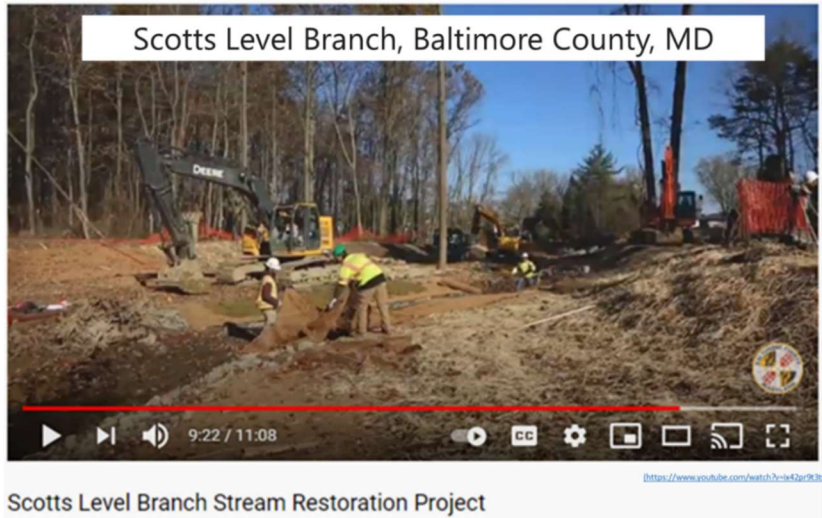 Scotts Level Branch, Baltimore County, MD
DEERE
9:22 / 11:08
CC
Scotts Level Branch Stream Restoration Project